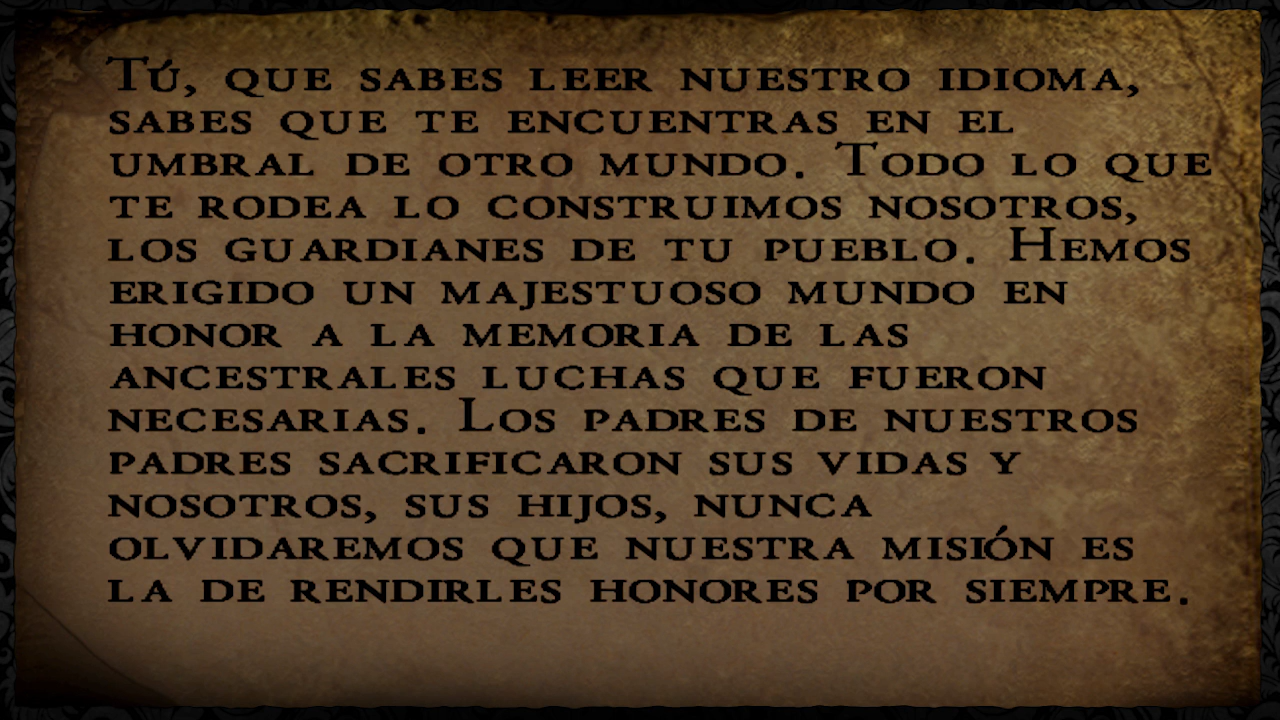 Tú, que sabes leer nuestro idioma,
sabes que te encuentras en el
umbral de otro mundo. Todo lo que
te rodea lo construimos nosotros,
los guardianes de tu pueblo. Hemos
erigido un majestuoso mundo en
honor a la memoria de las
ancestrales luchas que fueron
necesarias. Los padres de nuestros
padres sacrificaron sus vidas y
nosotros, sus hijos, nunca
olvidaremos que nuestra misión es
la de rendirles honores por siempre.